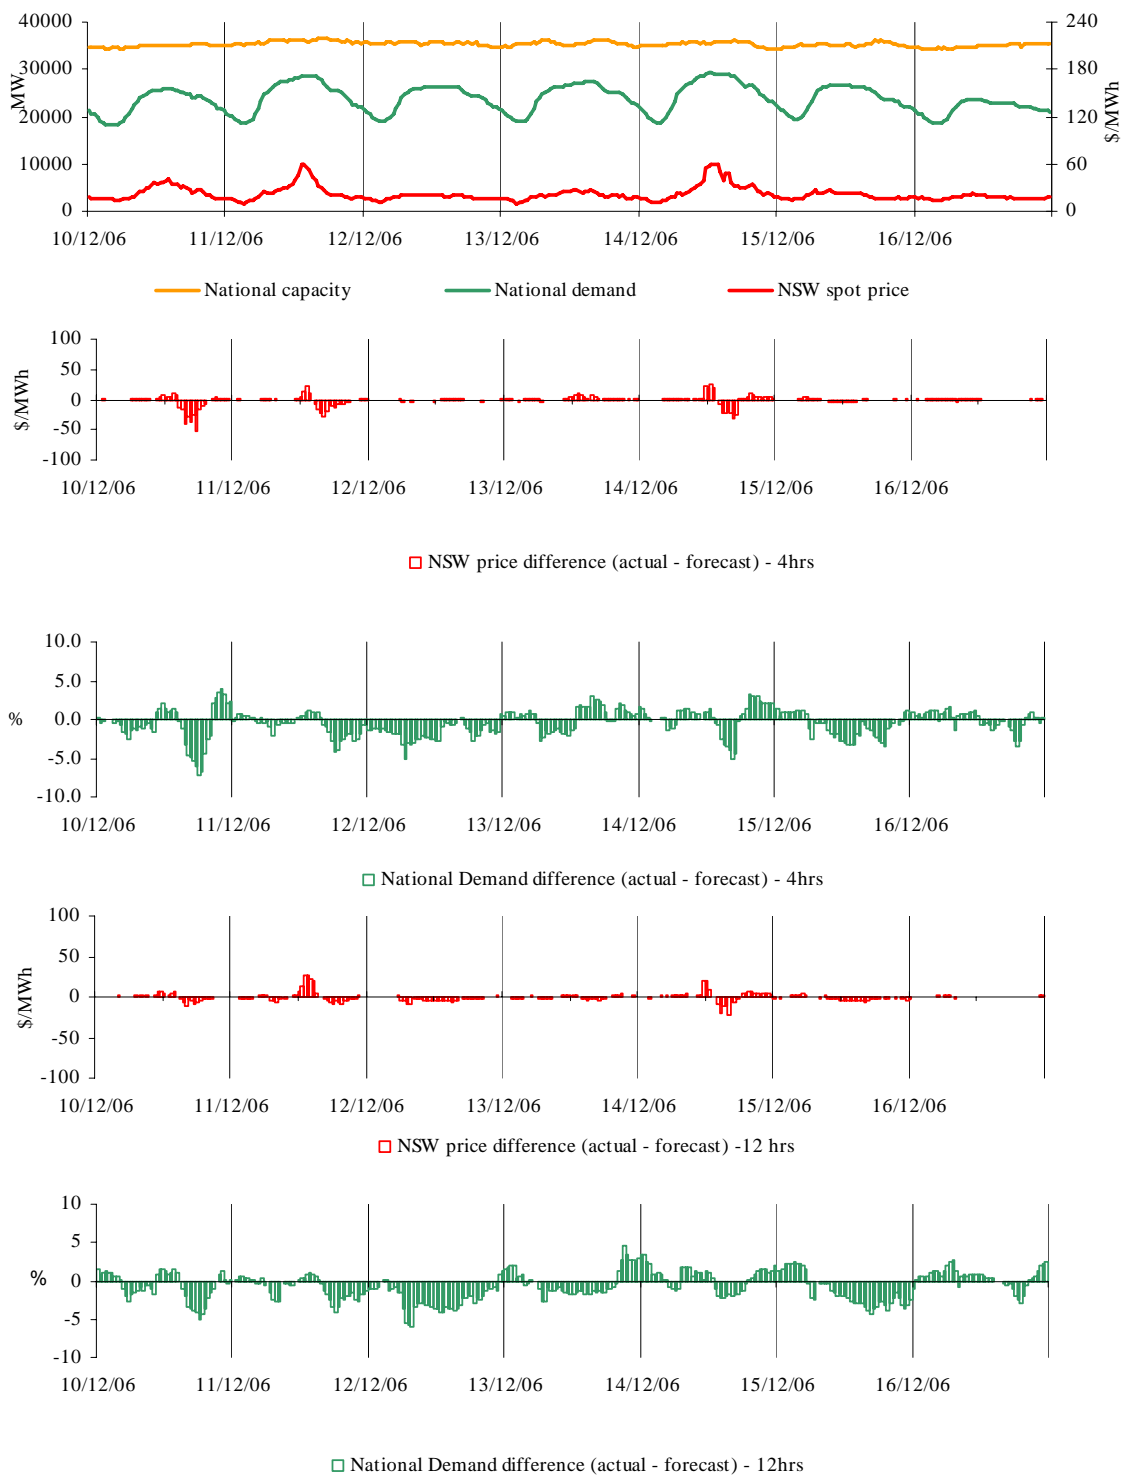 40000 240
30000 180
MW
20000 120
$/MWh
10000 60
0 0
10/12/06 11/12/06 12/12/06 13/12/06 14/12/06 15/12/06 16/12/06
National capacity National demand NSW spot price
100
50
$/MWh
0
-50
-100
10/12/06 11/12/06 12/12/06 13/12/06 14/12/06 15/12/06 16/12/06
NSW price difference (actual - forecast) - 4hrs
10.0
5.0
% 0.0
-5.0
-10.0
10/12/06 11/12/06 12/12/06 13/12/06 14/12/06 15/12/06 16/12/06
National Demand difference (actual - forecast) - 4hrs
100
50
$/MWh
0
-50
-100
10/12/06 11/12/06 12/12/06 13/12/06 14/12/06 15/12/06 16/12/06
NSW price difference (actual - forecast) -12 hrs
10
5
% 0
-5
-10
10/12/06 11/12/06 12/12/06 13/12/06 14/12/06 15/12/06 16/12/06
National Demand difference (actual - forecast) - 12hrs